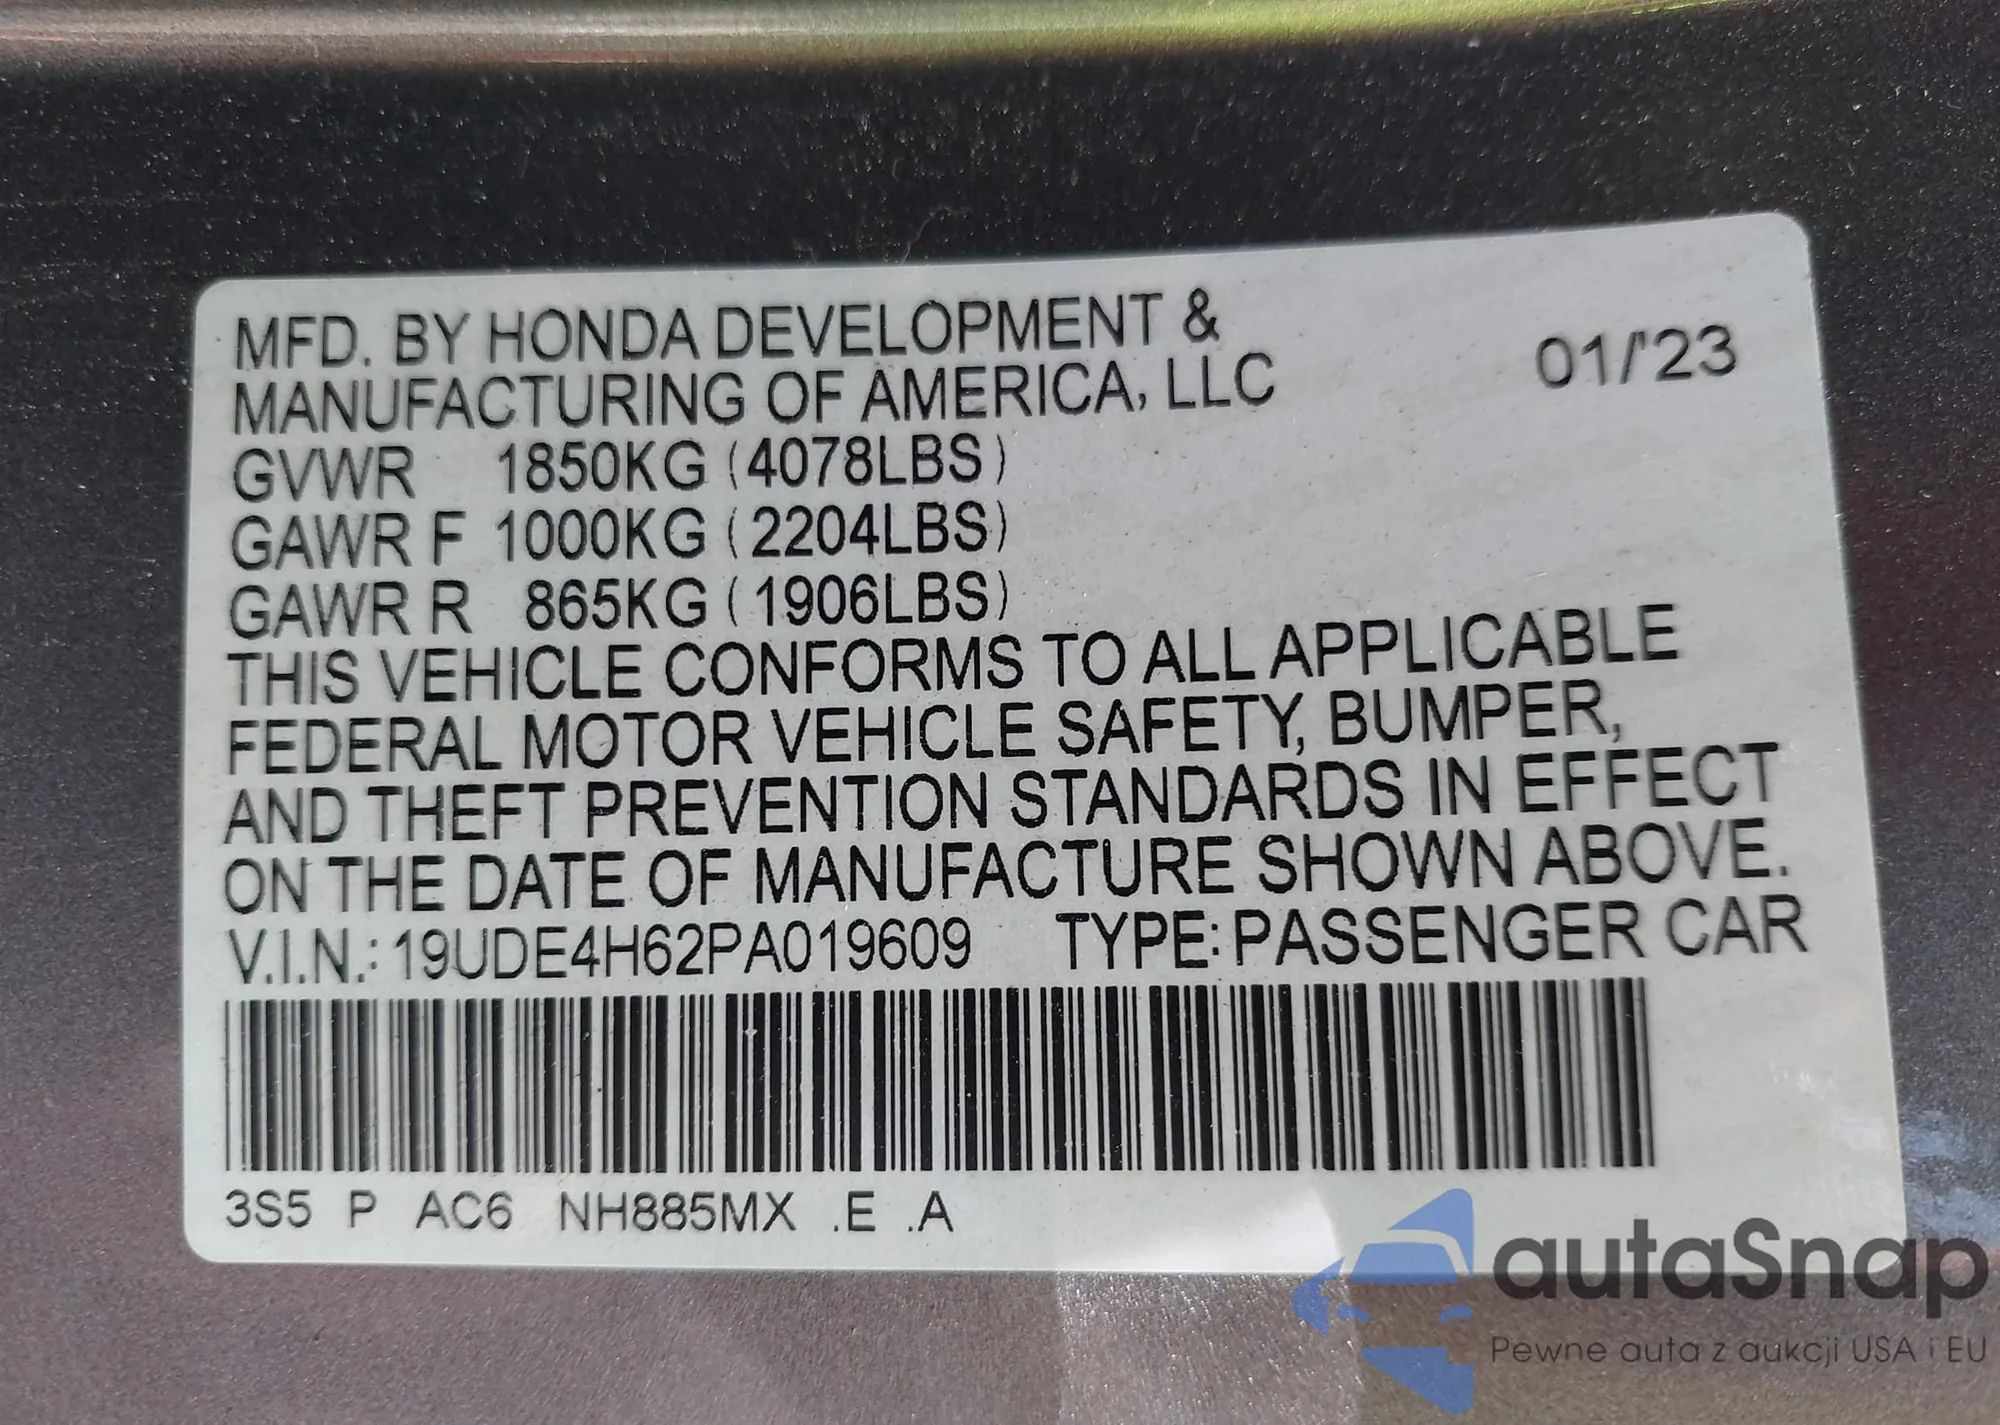 MFD. BY HONDA DEVELOPMENT &
MANUFACTURING OF AMERICA, LLC
01/'23
GVWR 1850KG (4078LBS)
GAWR F 1000KG (2204LBS)
GAWR R 865KG (1906LBS)
THIS VEHICLE CONFORMS TO ALL APPLICABLE
FEDERAL MOTOR VEHICLE SAFETY, BUMPER,
AND THEFT PREVENTION STANDARDS IN EFFECT
ON THE DATE OF MANUFACTURE SHOWN ABOVE.
V.I.N.: 19UDE4H62PA019609 TYPE: PASSENGER CAR
3S5 P AC6 NH885MX .E .A
autaSnap
Pewne auta z aukcji USA i EU